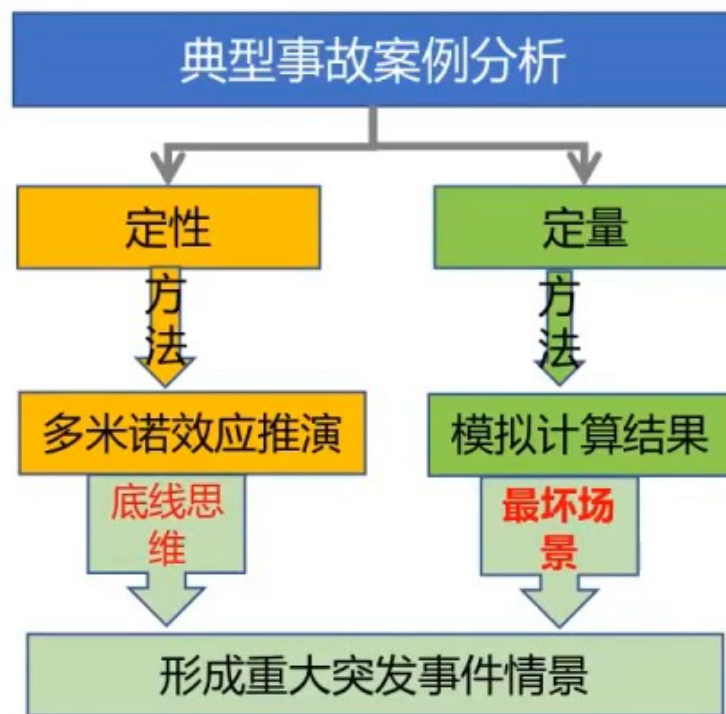 典型事故案例分析
定性
定量
方
法
方
法
多米诺效应推演
模拟计算结果
底线思
维
最坏场
景
形成重大突发事件情景